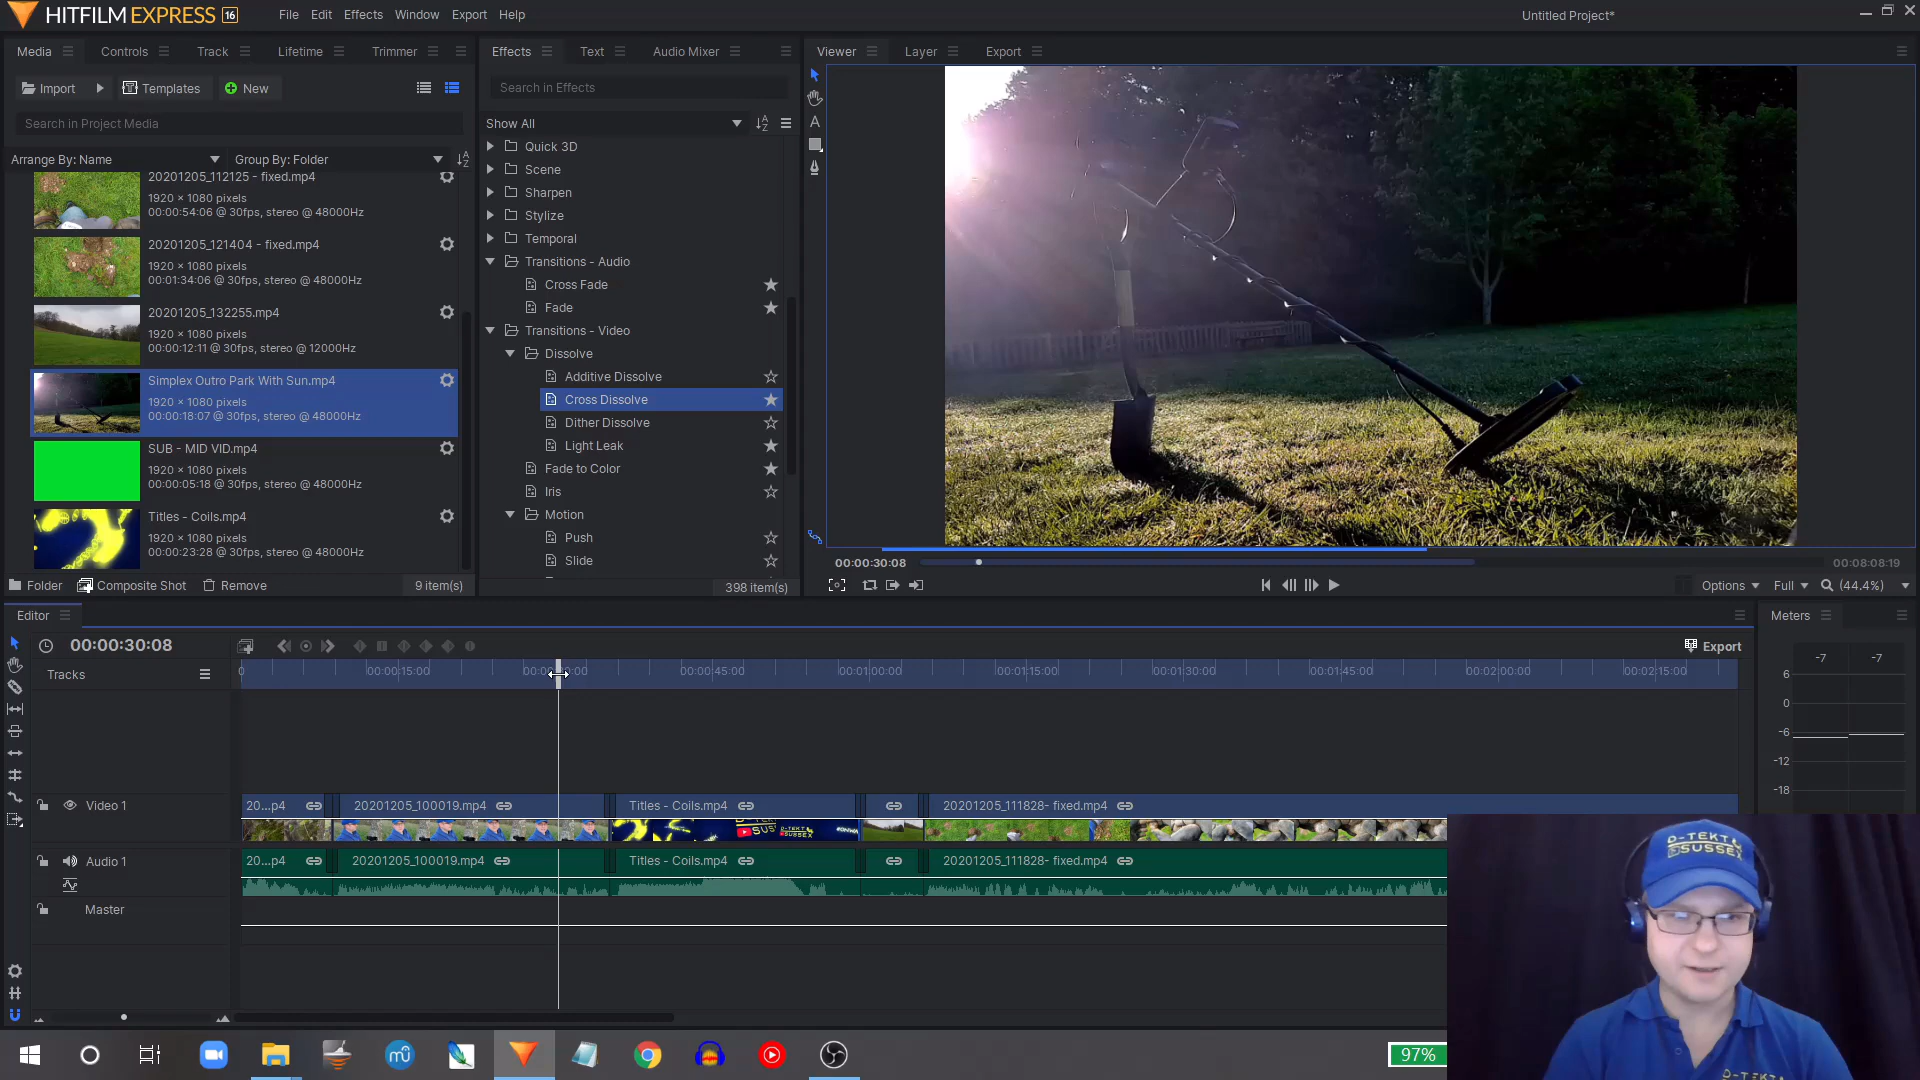 HITFILM EXPRESS 16
File Edit Effects Window Export Help
Untitled Project*
Media Controls Track Lifetime Trimmer
Effects Text Audio Mixer
Viewer Layer Export
Import Templates New
Search in Effects
Search in Project Media
Show All
Arrange By: Name Group By: Folder
20201205_112125 - fixed.mp4
1920 × 1080 pixels
00:00:54:06 @ 30fps, stereo @ 48000Hz
20201205_121404 - fixed.mp4
1920 × 1080 pixels
00:01:34:06 @ 30fps, stereo @ 48000Hz
20201205_132255.mp4
1920 × 1080 pixels
00:00:12:11 @ 30fps, stereo @ 12000Hz
Simplex Outro Park With Sun.mp4
1920 × 1080 pixels
00:00:18:07 @ 30fps, stereo @ 48000Hz
SUB - MID VID.mp4
1920 × 1080 pixels
00:00:05:18 @ 30fps, stereo @ 48000Hz
Titles - Coils.mp4
1920 × 1080 pixels
00:00:23:28 @ 30fps, stereo @ 48000Hz
Folder Composite Shot Remove 9 item(s)
Quick 3D
Scene
Sharpen
Stylize
Temporal
Transitions - Audio
Cross Fade
Fade
Transitions - Video
Dissolve
Additive Dissolve
Cross Dissolve
Dither Dissolve
Light Leak
Fade to Color
Iris
Motion
Push
Slide
398 item(s)
00:00:30:08 00:08:08:19
Options Full (44.4%)
Editor
00:00:30:08
Export
Tracks
0 00:00:15:00 00:00:45:00 00:01:00:00 00:01:15:00 00:01:30:00 00:01:45:00 00:02:00:00 00:02:15:00
Video 1
20...p4 20201205_100019.mp4 Titles - Coils.mp4 20201205_111828- fixed.mp4
Audio 1
20...p4 20201205_100019.mp4 Titles - Coils.mp4 20201205_111828- fixed.mp4
Master
Meters
-7 -7
6
0
-6
-12
-18
D-TEKT
SUSSEX
97%